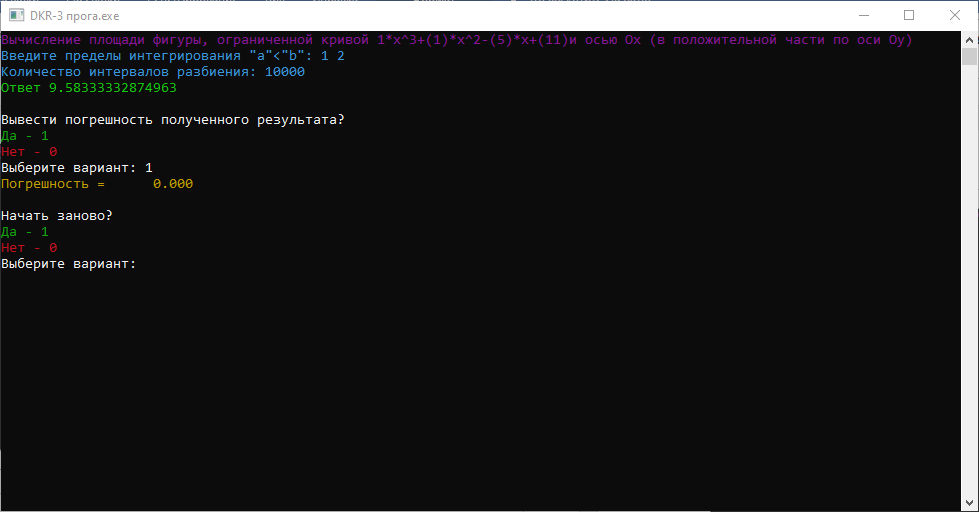 DKR-3 прога.exe
Вычисление площади фигуры, ограниченной кривой 1*x^3+(1)*x^2-(5)*x+(11)и осью Ox (в положительной части по оси Oy)
Введите пределы интегрирования "a"<"b": 1 2
Количество интервалов разбиения: 10000
Ответ 9.58333332874963
Вывести погрешность полученного результата?
Да - 1
Нет - 0
Выберите вариант: 1
Погрешность =      0.000
Начать заново?
Да - 1
Нет - 0
Выберите вариант: